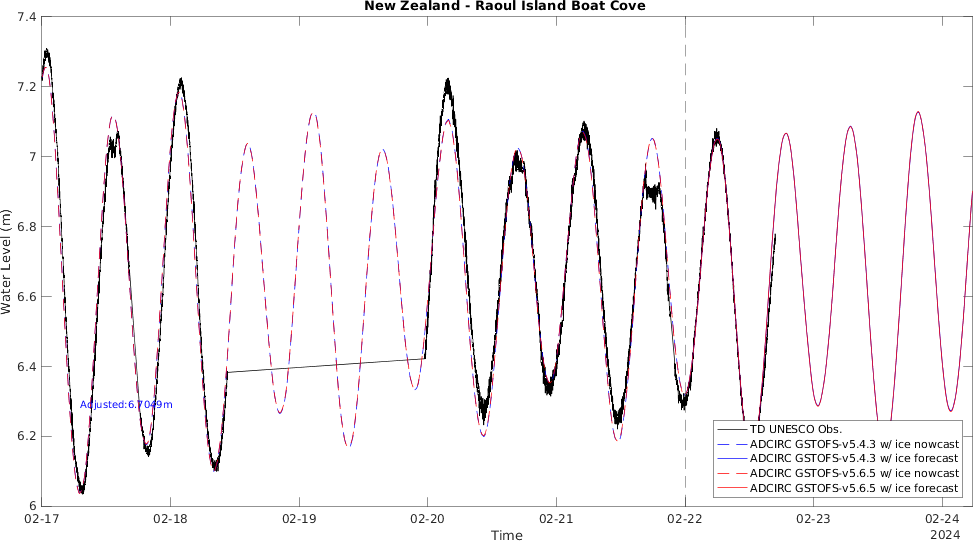 New Zealand - Raoul Island Boat Cove
7.4
7.2
7
6.8
6.6
6.4
6.2
6
Water Level (m)
Adjusted:6.7049m
TD UNESCO Obs.
ADCIRC GSTOFS-v5.4.3 w/ ice nowcast
ADCIRC GSTOFS-v5.4.3 w/ ice forecast
ADCIRC GSTOFS-v5.6.5 w/ ice nowcast
ADCIRC GSTOFS-v5.6.5 w/ ice forecast
02-17 02-18 02-19 02-20 02-21 02-22 02-23 02-24
Time
2024